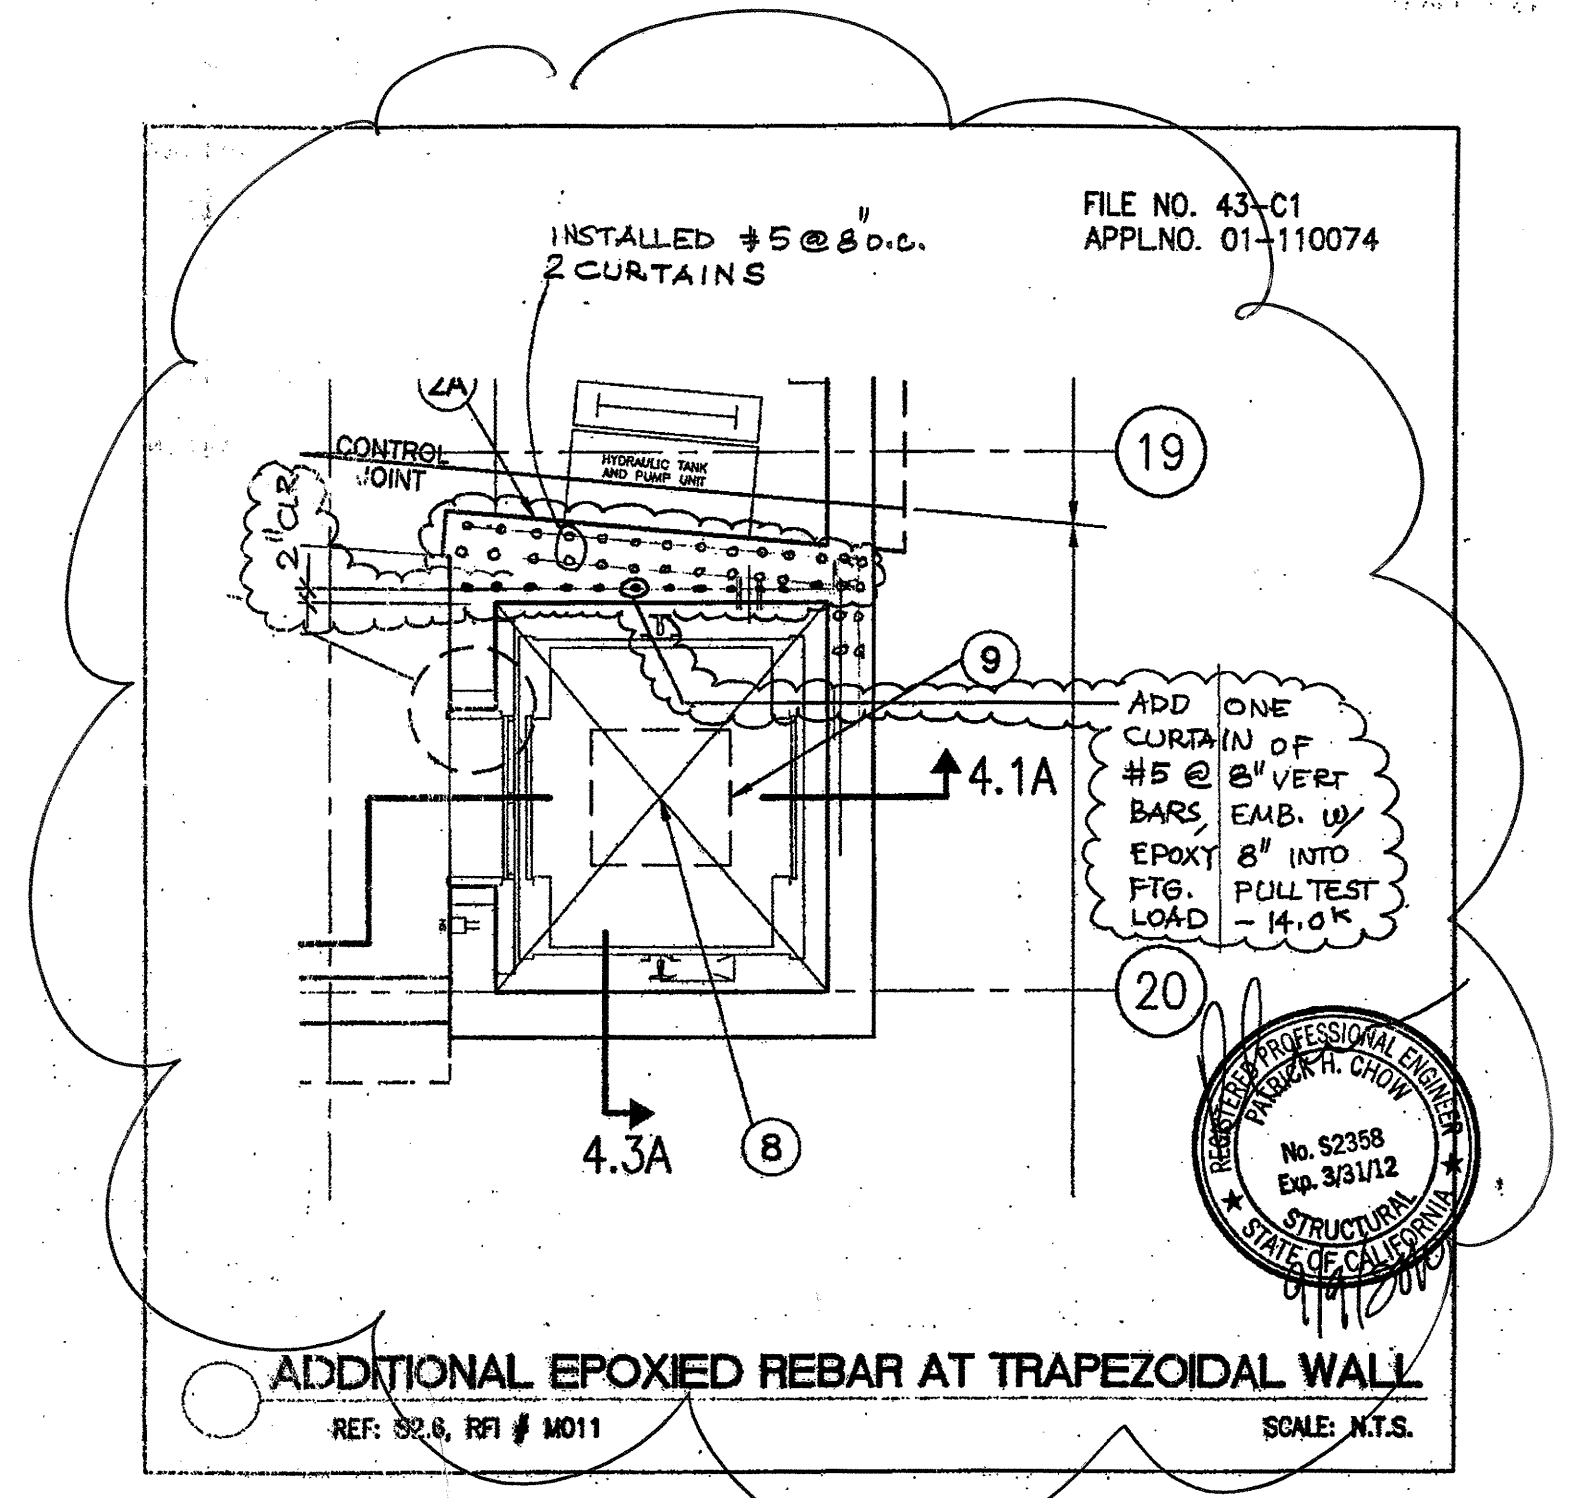 FILE NO. 43-C1
APPL.NO. 01-110074
INSTALLED #5 @ 8" O.C.
2 CURTAINS
2A
19
CONTROL
JOINT
HYDRAULIC TANK
AND PUMP UNIT
2" CLR
9
ADD ONE
CURTAIN OF
#5 @ 8" VERT
BARS, EMB. W/
EPOXY 8" INTO
FTG. PULL TEST
LOAD - 14.0K
4.1A
20
REGISTERED PROFESSIONAL ENGINEER
PATRICK H. CHOW
No. S2358
Exp. 3/31/12
STRUCTURAL
STATE OF CALIFORNIA
4.3A
8
ADDITIONAL EPOXIED REBAR AT TRAPEZOIDAL WALL
REF: S2.6, RFI # M011
SCALE: N.T.S.